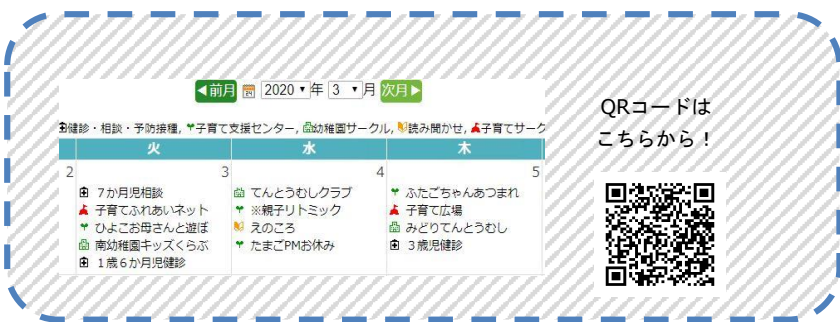 ◀前月 2020 年 3 月 次月▶
健診・相談・予防接種, 子育て支援センター, 幼稚園サークル, 読み聞かせ, 子育てサーク
火 水 木
2 3 4 5
7か月児相談
子育てふれあいネット
ひよこお母さんと遊ぼ
南幼稚園キッズくらぶ
1歳6か月児健診
てんとうむしクラブ
※親子リトミック
えのころ
たまごPMお休み
ふたごちゃんあつまれ
子育て広場
みどりてんとうむし
3歳児健診
QRコードは
こちらから!